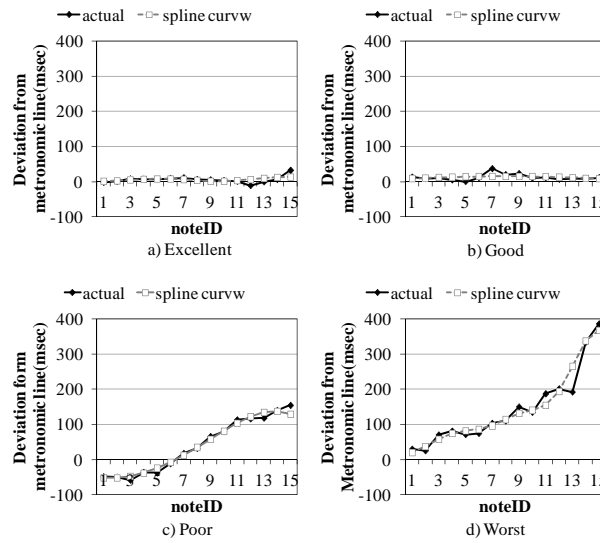 actual spline curvw
400
300
200
100
0
-100
1 3 5 7 9 11 13 15
Deviation from
metronomic line(msec)
noteID
a) Excellent
actual spline curvw
400
300
200
100
0
-100
1 3 5 7 9 11 13 15
Deviation from
metronomic line(msec)
noteID
b) Good
actual spline curvw
400
300
200
100
0
-100
1 3 5 7 9 11 13 15
Deviation form
metronomic line(msec)
noteID
c) Poor
actual spline curvw
400
300
200
100
0
-100
1 3 5 7 9 11 13 15
Deviation from
Metronomic line(msec)
noteID
d) Worst